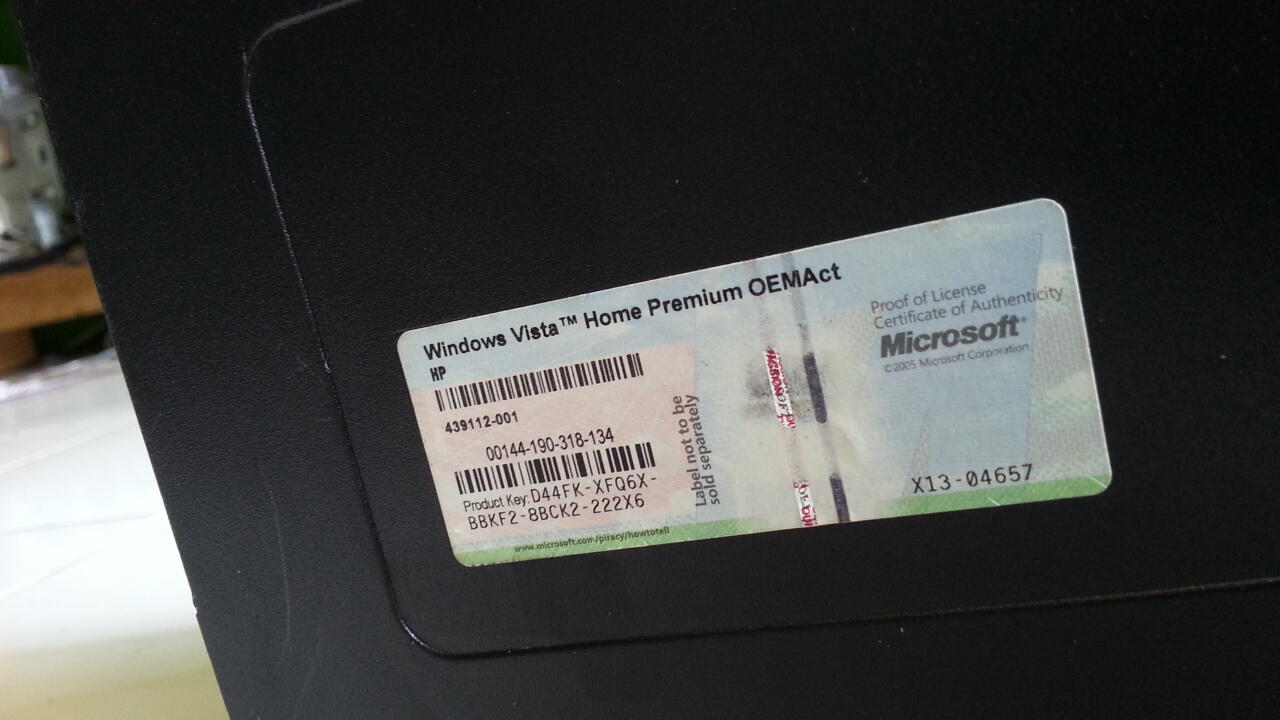 Windows Vista™ Home Premium OEMAct
HP
439112-001
00144-190-318-134
Product Key: D44FK-XFQ6X-
BBKF2-8BCK2-222X6
www.microsoft.com/piracy/howtotell
Label not to be
sold separately
Proof of License
Certificate of Authenticity
Microsoft®
©2005 Microsoft Corporation
X13-04657